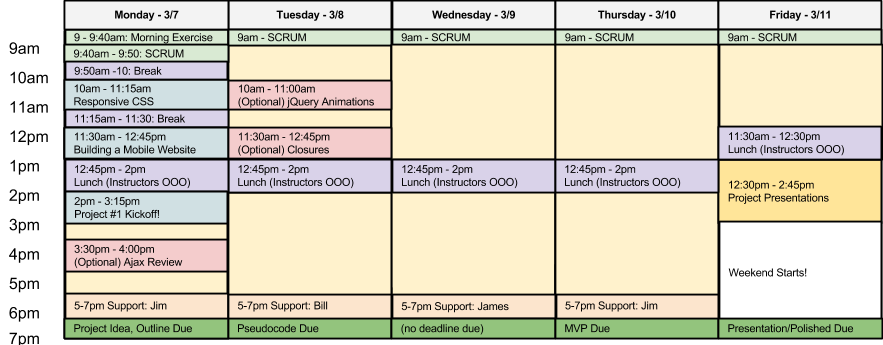 Monday - 3/7
Tuesday - 3/8
Wednesday - 3/9
Thursday - 3/10
Friday - 3/11
9 - 9:40am: Morning Exercise
9am - SCRUM
9am - SCRUM
9am - SCRUM
9am - SCRUM
9am
9:40am - 9:50: SCRUM
9:50am -10: Break
10am
10am - 11:15am
Responsive CSS
10am - 11:00am
(Optional) jQuery Animations
11am
11:15am - 11:30: Break
12pm
11:30am - 12:45pm
Building a Mobile Website
11:30am - 12:45pm
(Optional) Closures
11:30am - 12:30pm
Lunch (Instructors OOO)
1pm
12:45pm - 2pm
Lunch (Instructors OOO)
12:45pm - 2pm
Lunch (Instructors OOO)
12:45pm - 2pm
Lunch (Instructors OOO)
12:45pm - 2pm
Lunch (Instructors OOO)
12:30pm - 2:45pm
Project Presentations
2pm
2pm - 3:15pm
Project #1 Kickoff!
3pm
3:30pm - 4:00pm
(Optional) Ajax Review
4pm
Weekend Starts!
5pm
5-7pm Support: Jim
5-7pm Support: Bill
5-7pm Support: James
5-7pm Support: Jim
6pm
Project Idea, Outline Due
Pseudocode Due
(no deadline due)
MVP Due
Presentation/Polished Due
7pm